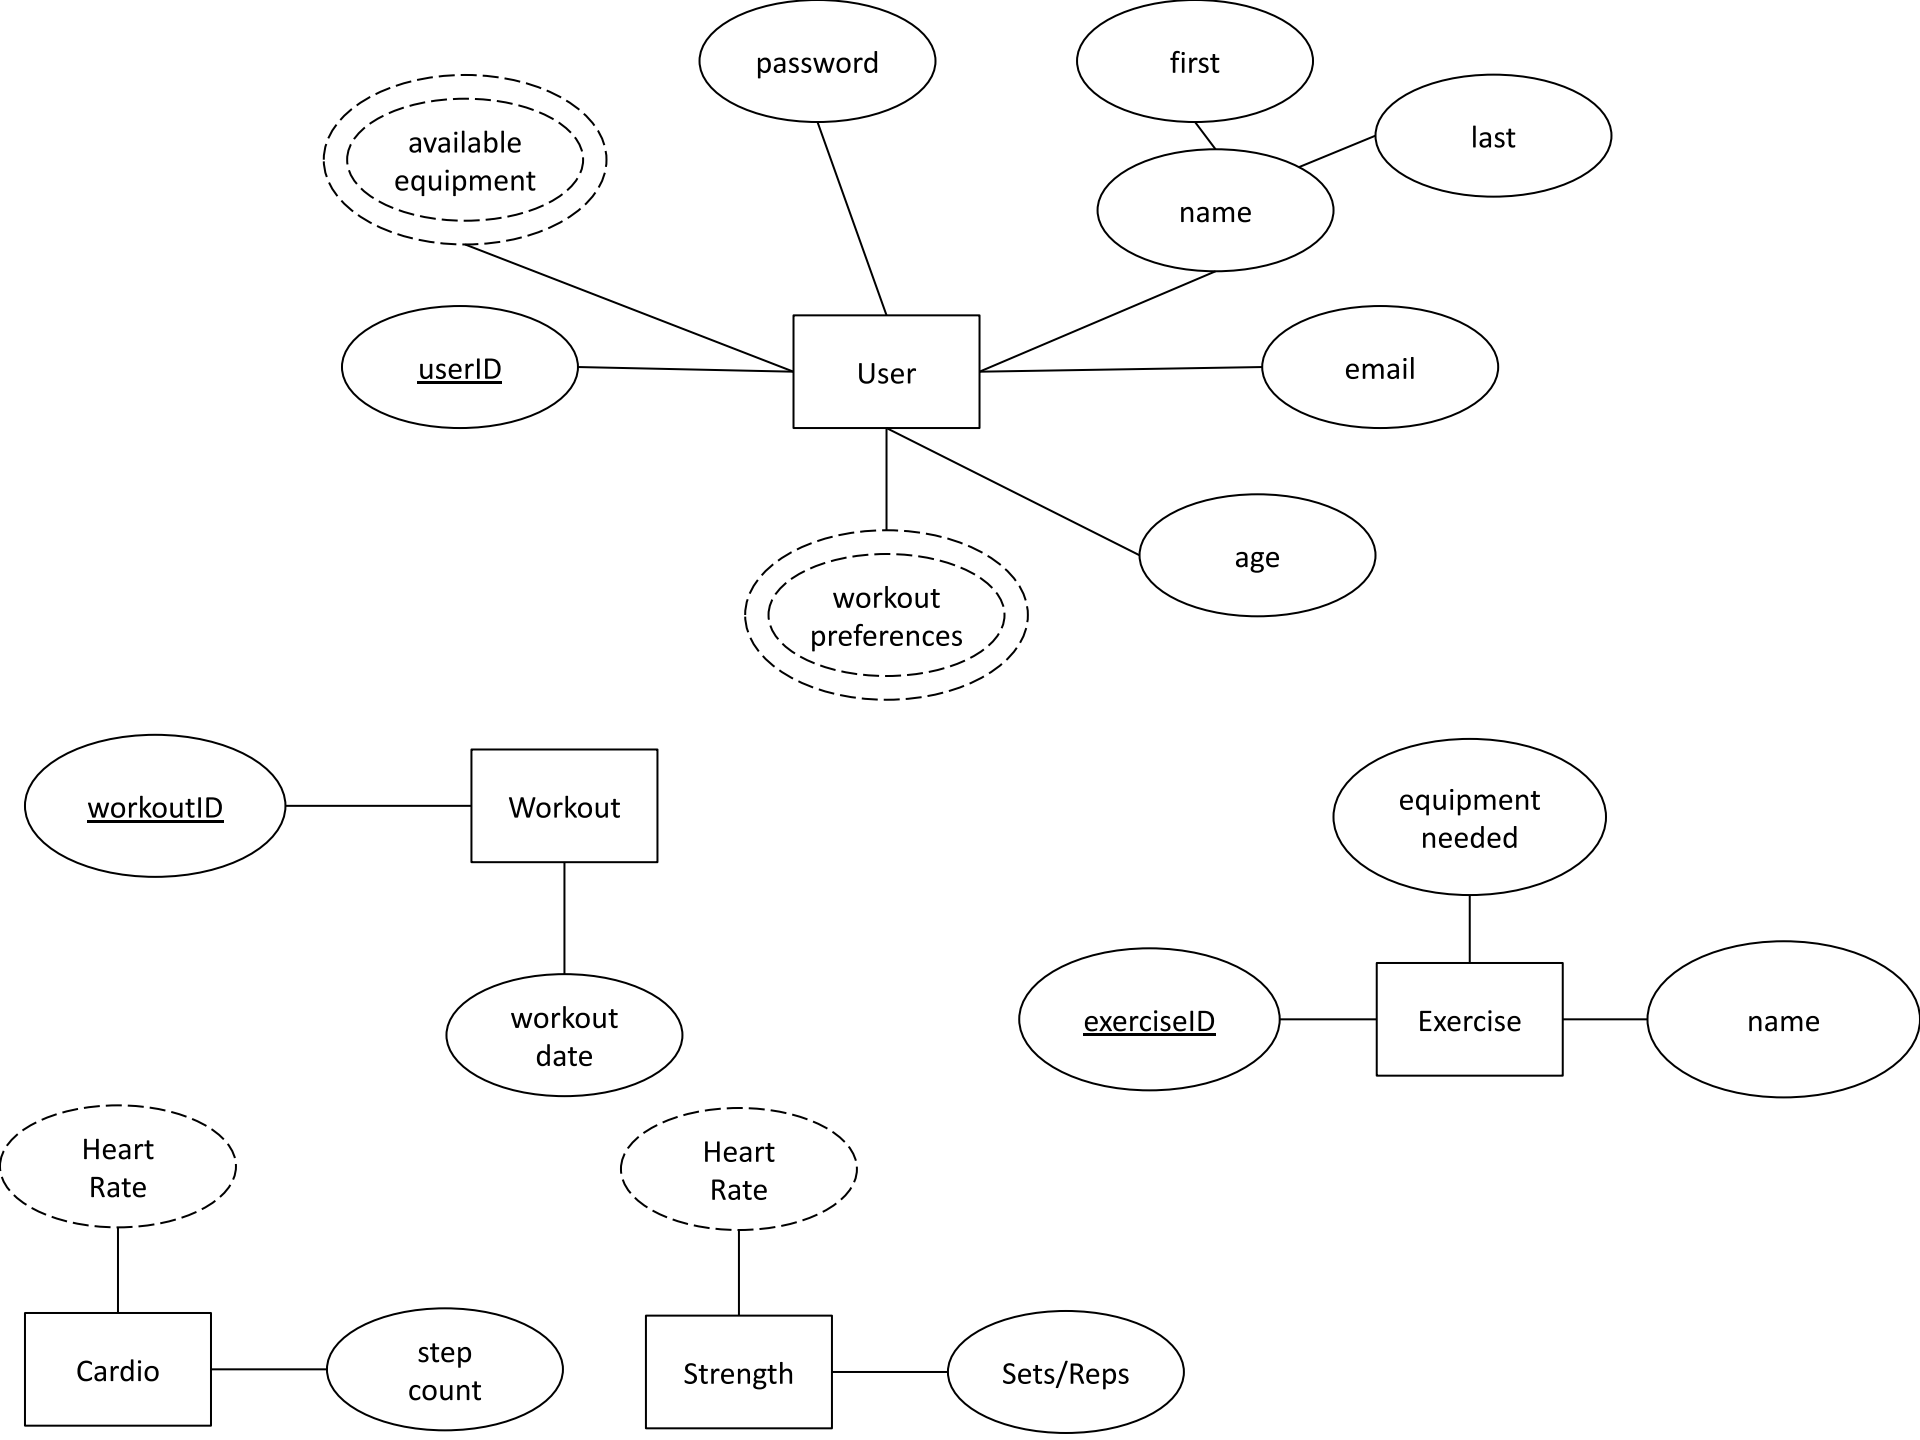 password
first
last
available
equipment
name
userID
User
email
age
workout
preferences
workoutID
Workout
equipment
needed
workout
date
exerciseID
Exercise
name
Heart
Rate
Heart
Rate
Cardio
step
count
Strength
Sets/Reps